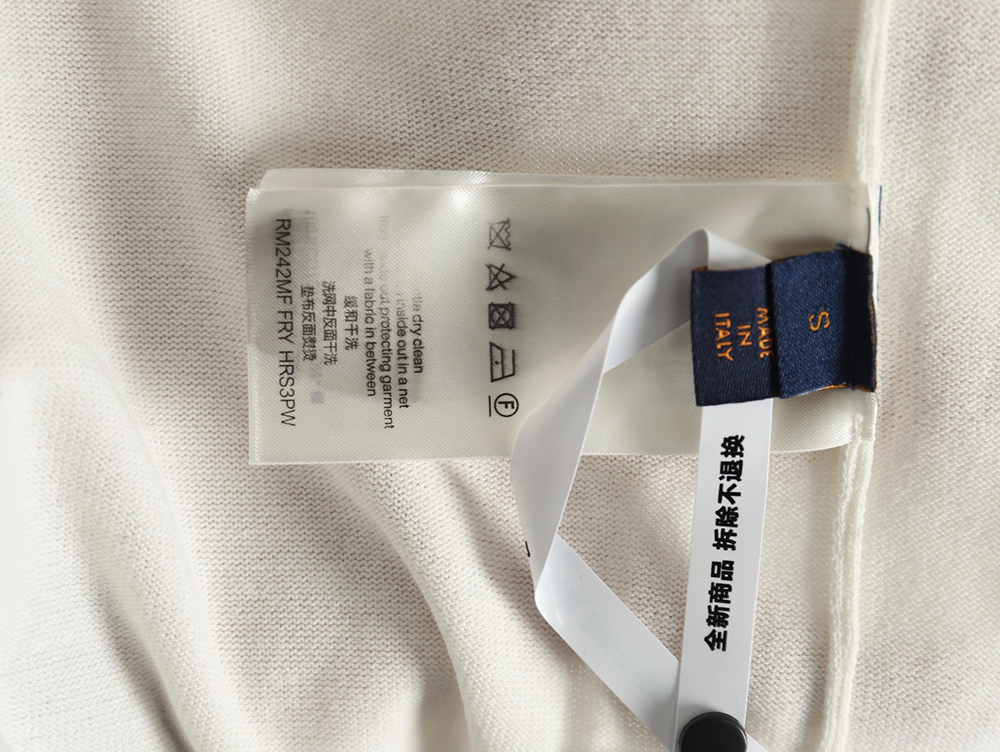 S
MADE
IN
ITALY
dry clean
inside out in a net
out protecting garment
with a fabric in between
缓和干洗
洗网中反面干洗
垫布反面熨烫
RM242MF FRY HRS3PW
F
全新商品 拆除不退换